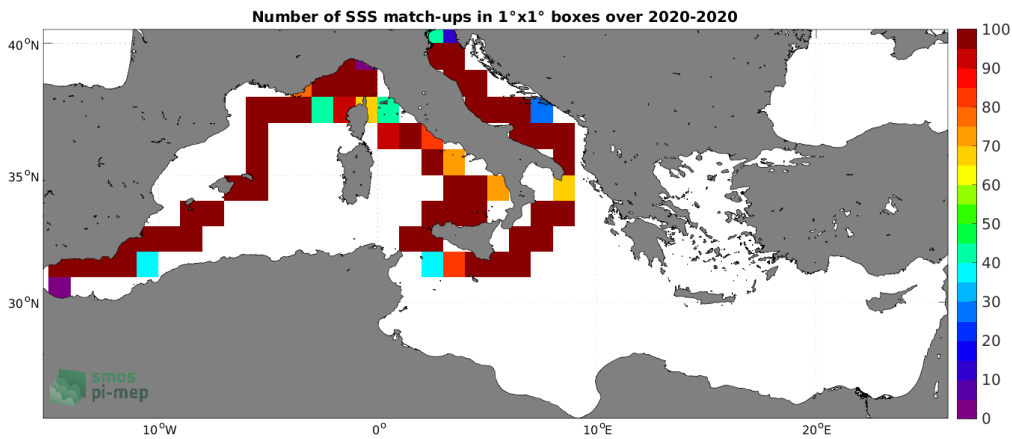 Number of SSS match-ups in 1°x1° boxes over 2020-2020
40°N
35°N
30°N
10°W
0°
10°E
20°E
100
90
80
70
60
50
40
30
20
10
0
smos
pi-mep